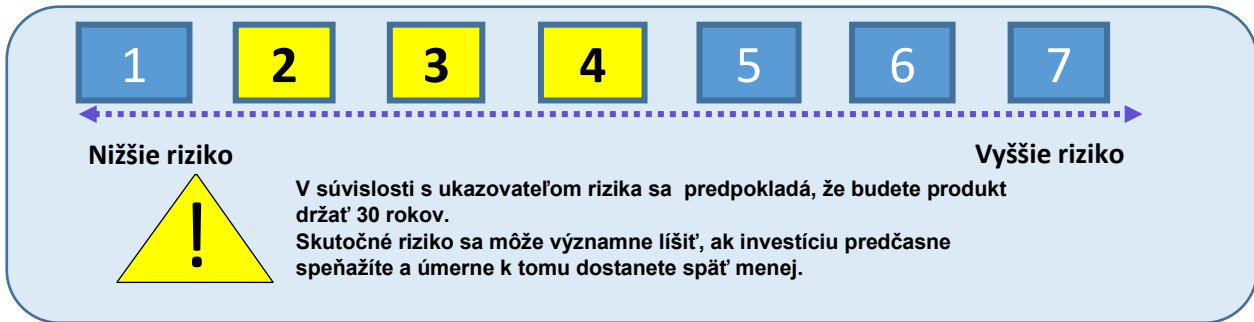 1 2 3 4 5 6 7
Nižšie riziko Vyššie riziko
!
V súvislosti s ukazovateľom rizika sa predpokladá, že budete produkt
držať 30 rokov.
Skutočné riziko sa môže významne líšiť, ak investíciu predčasne
speňažíte a úmerne k tomu dostanete späť menej.